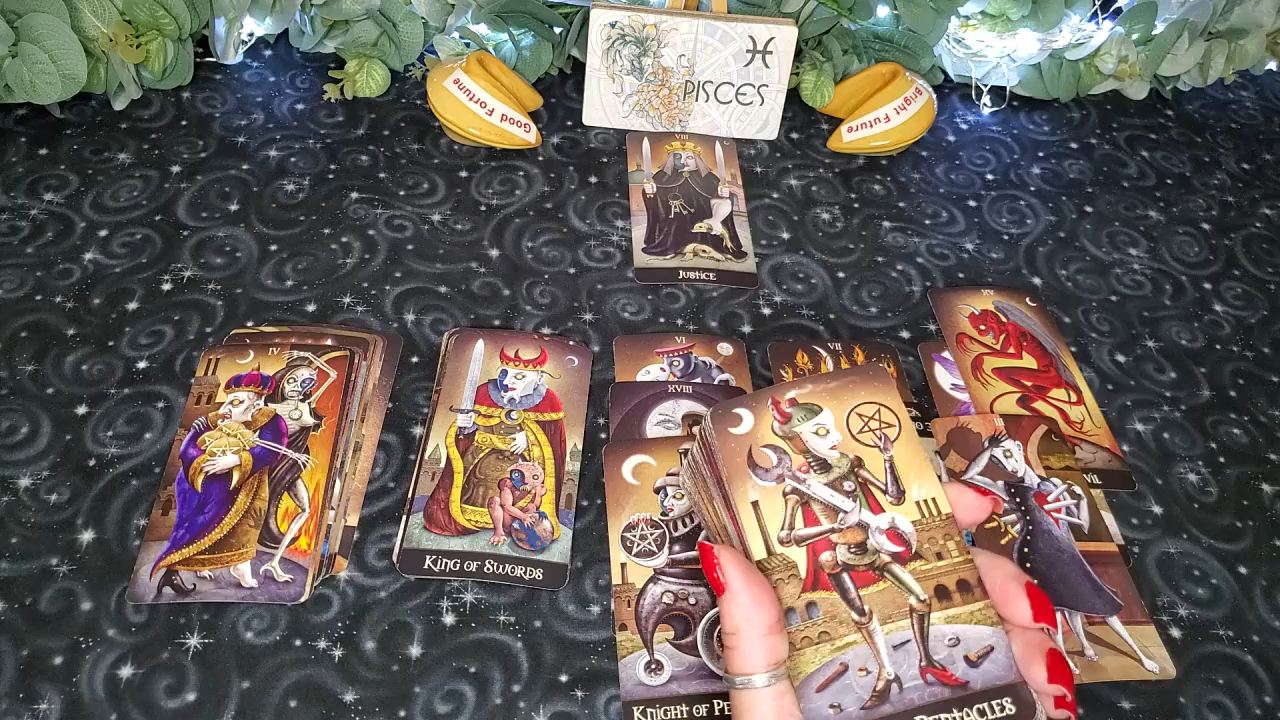 ♓
PISCES
Good Fortune
Bright Future
VIII
JUSTICE
IV
KING OF SWORDS
VI
XVIII
VII
XV
VIL
KNIGHT OF PE
PENTACLES